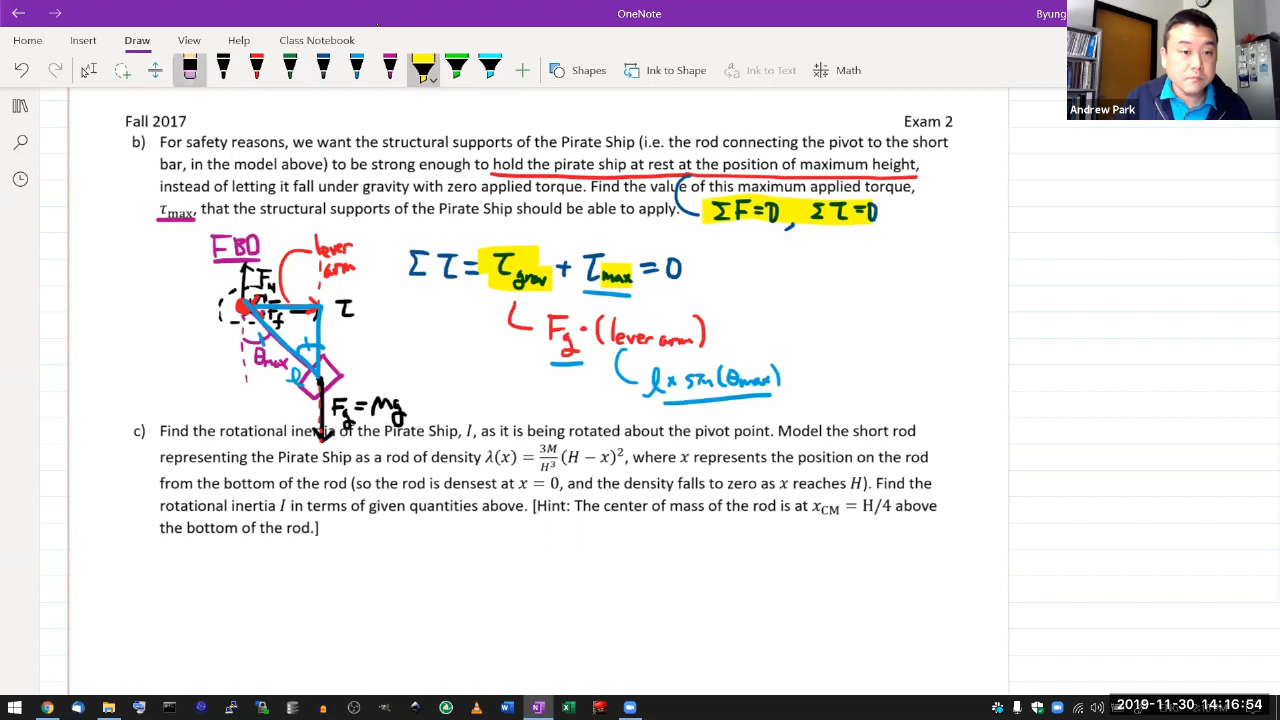 OneNote
Byung
Home Insert Draw View Help Class Notebook
Shapes Ink to Shape Ink to Text Math
Andrew Park
Fall 2017 Exam 2
b) For safety reasons, we want the structural supports of the Pirate Ship (i.e. the rod connecting the pivot to the short
bar, in the model above) to be strong enough to hold the pirate ship at rest at the position of maximum height,
instead of letting it fall under gravity with zero applied torque. Find the value of this maximum applied torque,
τmax, that the structural supports of the Pirate Ship should be able to apply.
ΣF=0, Στ=0
FBD
lever
arm
Στ = τgrav + τmax = 0
τ
Fg · (lever arm)
θmax
ℓ
ℓ × sin(θmax)
Fg = Mg
c) Find the rotational inertia of the Pirate Ship, I, as it is being rotated about the pivot point. Model the short rod
representing the Pirate Ship as a rod of density λ(x) = 3M/H³ (H − x)², where x represents the position on the rod
from the bottom of the rod (so the rod is densest at x = 0, and the density falls to zero as x reaches H). Find the
rotational inertia I in terms of given quantities above. [Hint: The center of mass of the rod is at xCM = H/4 above
the bottom of the rod.]
2019-11-30 14:16:54